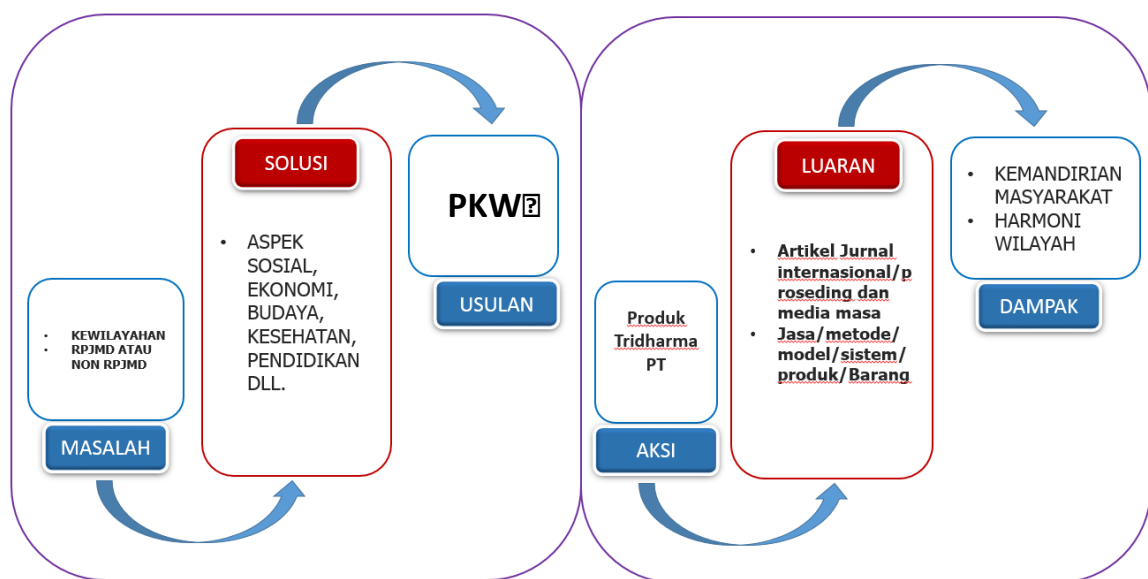 KEWILAYAHAN
RPJMD ATAU
NON RPJMD
MASALAH
SOLUSI
• ASPEK
SOSIAL,
EKONOMI,
BUDAYA,
KESEHATAN,
PENDIDIKAN
DLL.
PKW
USULAN
Produk
Tridharma
PT
AKSI
LUARAN
• Artikel Jurnal
internasional/p
roseding dan
media masa
• Jasa/metode/
model/sistem/
produk/Barang
• KEMANDIRIAN
MASYARAKAT
• HARMONI
WILAYAH
DAMPAK